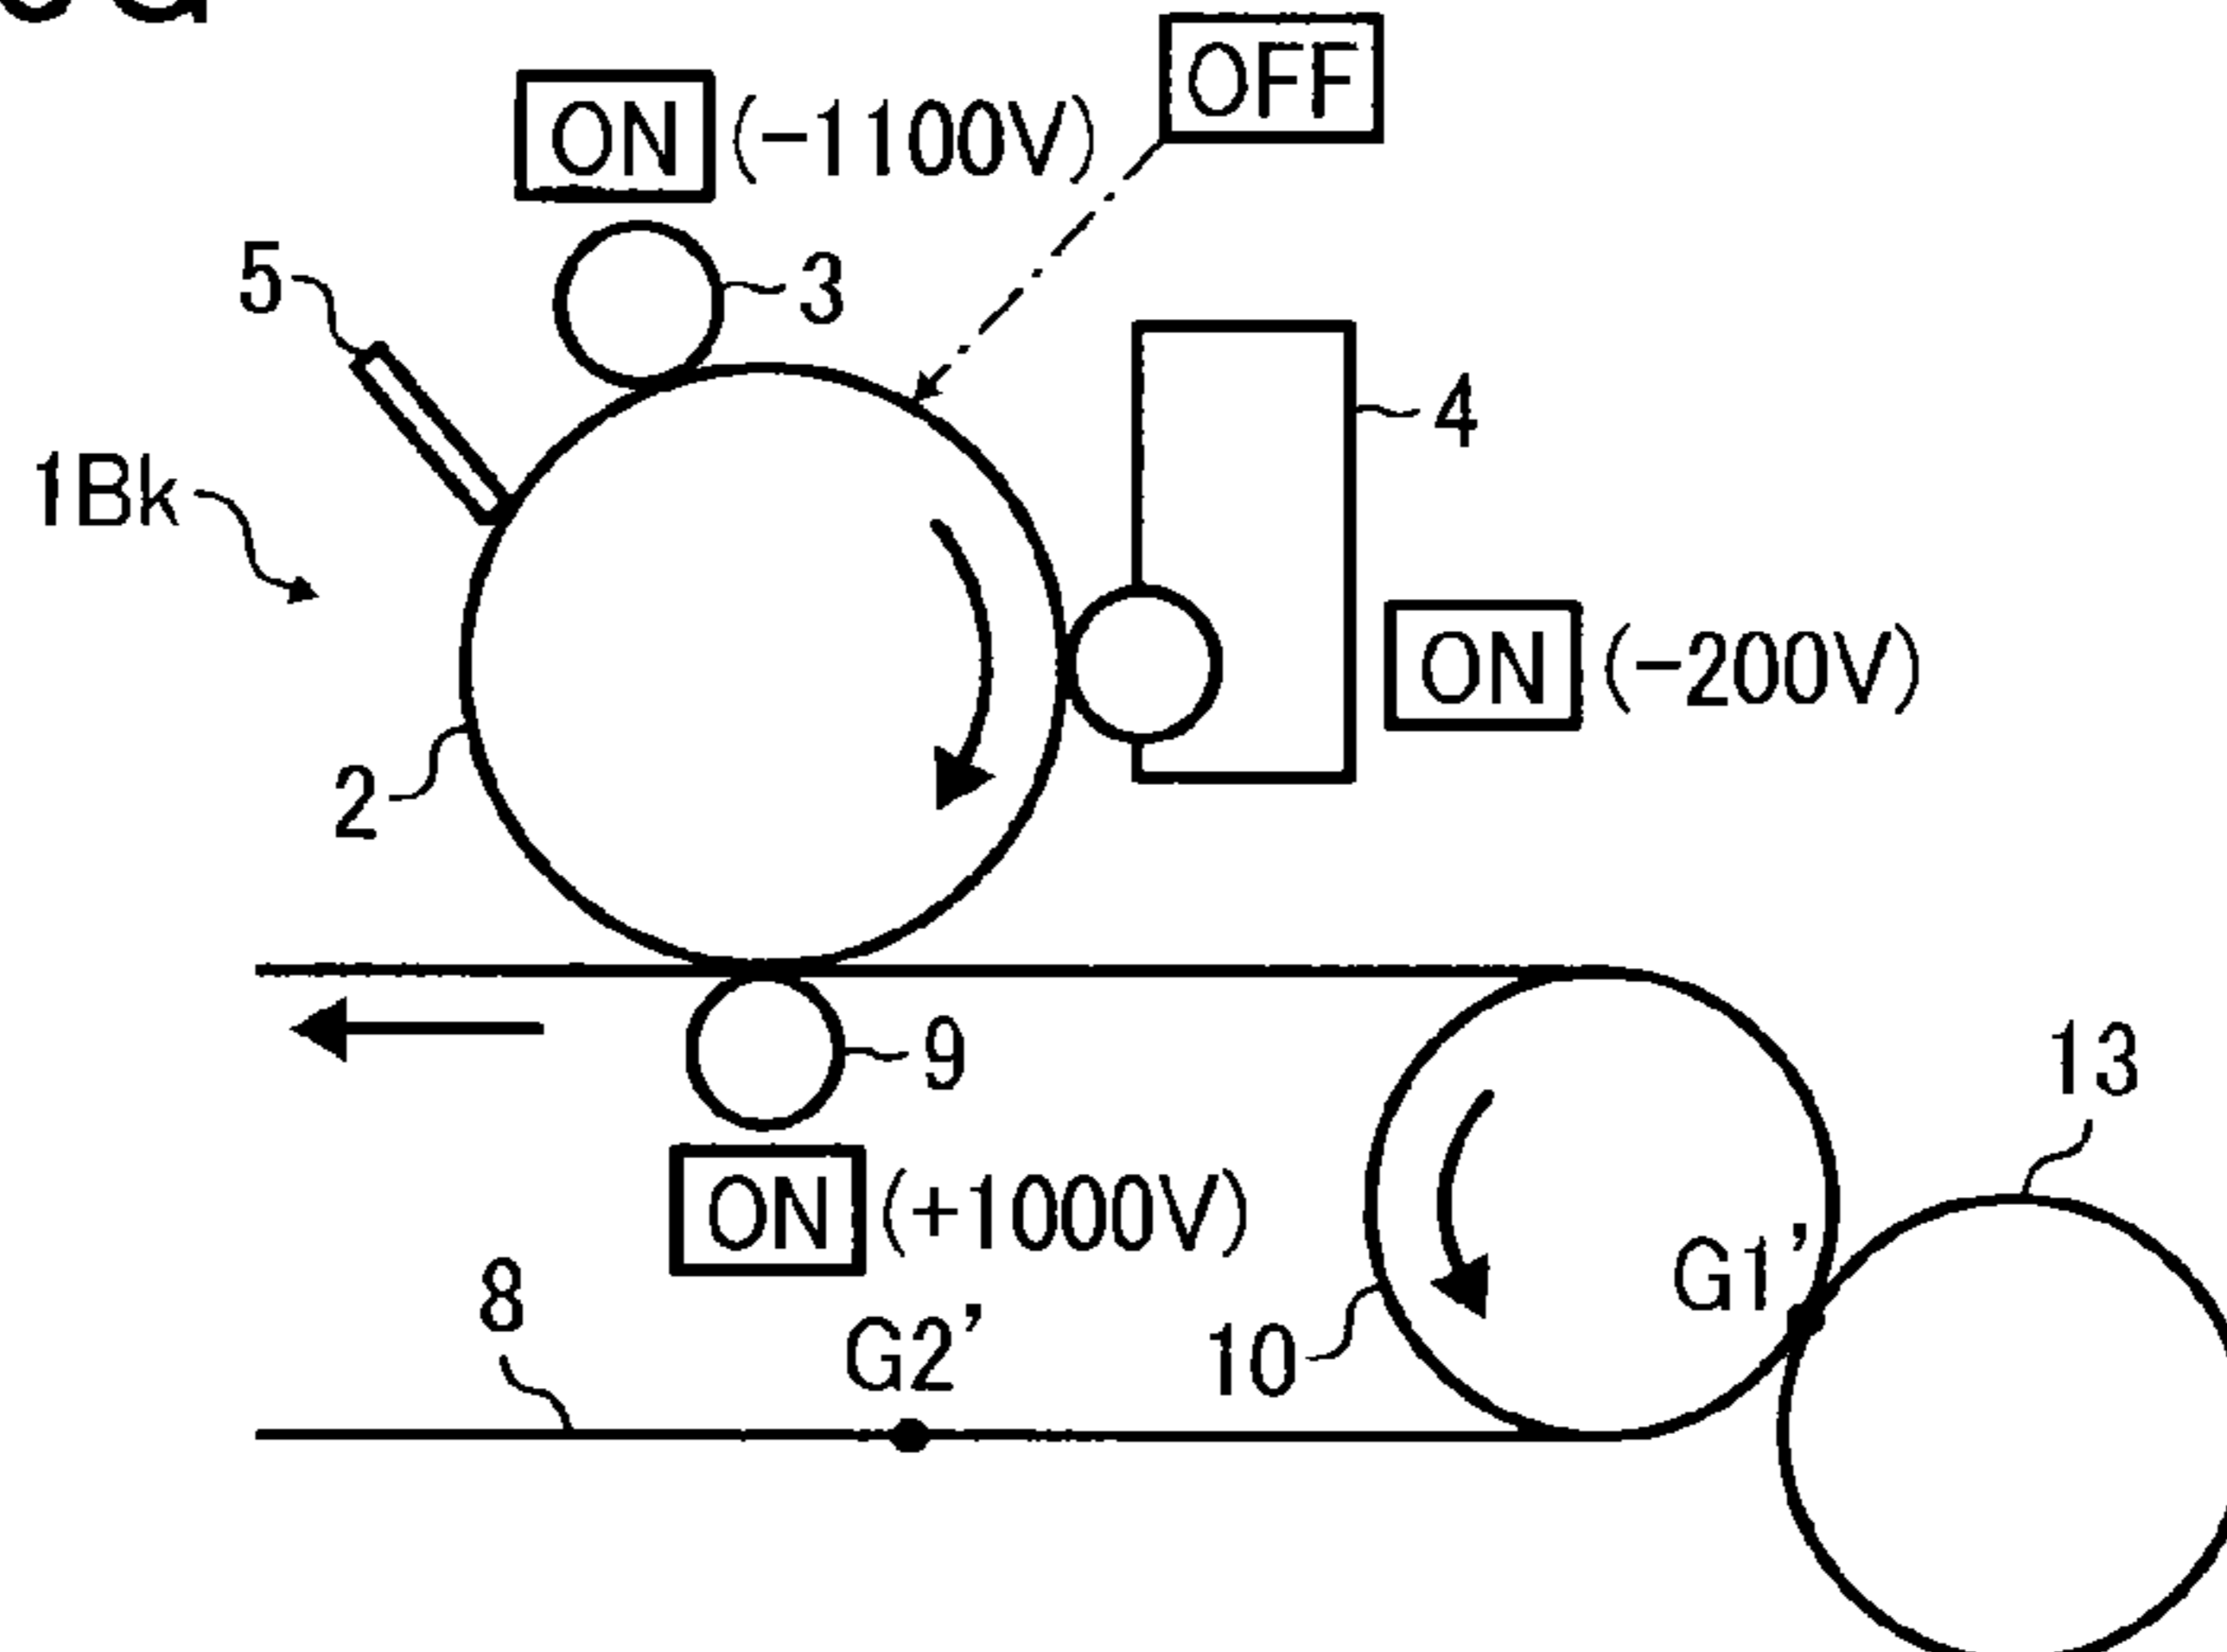 OFF
ON (-1100V)
5
3
4
1Bk
ON (-200V)
2
9
13
ON (+1000V)
G1'
8
G2'
10